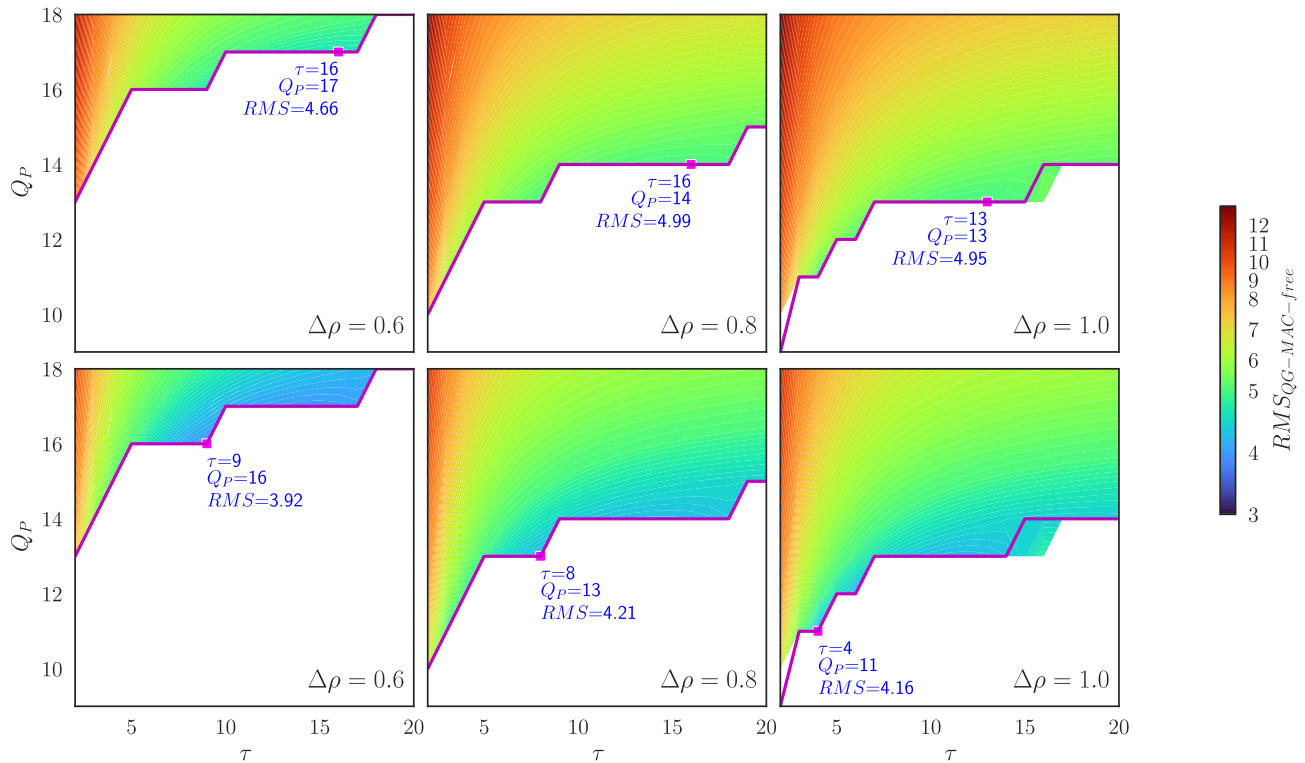 18
16
14
12
10
Q_P
τ=16
Q_P=17
RMS=4.66
Δρ = 0.6
τ=16
Q_P=14
RMS=4.99
Δρ = 0.8
τ=13
Q_P=13
RMS=4.95
Δρ = 1.0
18
16
14
12
10
Q_P
τ=9
Q_P=16
RMS=3.92
Δρ = 0.6
τ=8
Q_P=13
RMS=4.21
Δρ = 0.8
τ=4
Q_P=11
RMS=4.16
Δρ = 1.0
5 10 15 20
τ
5 10 15 20
τ
5 10 15 20
τ
12
11
10
9
8
7
6
5
4
3
RMS_{QG-MAC-free}